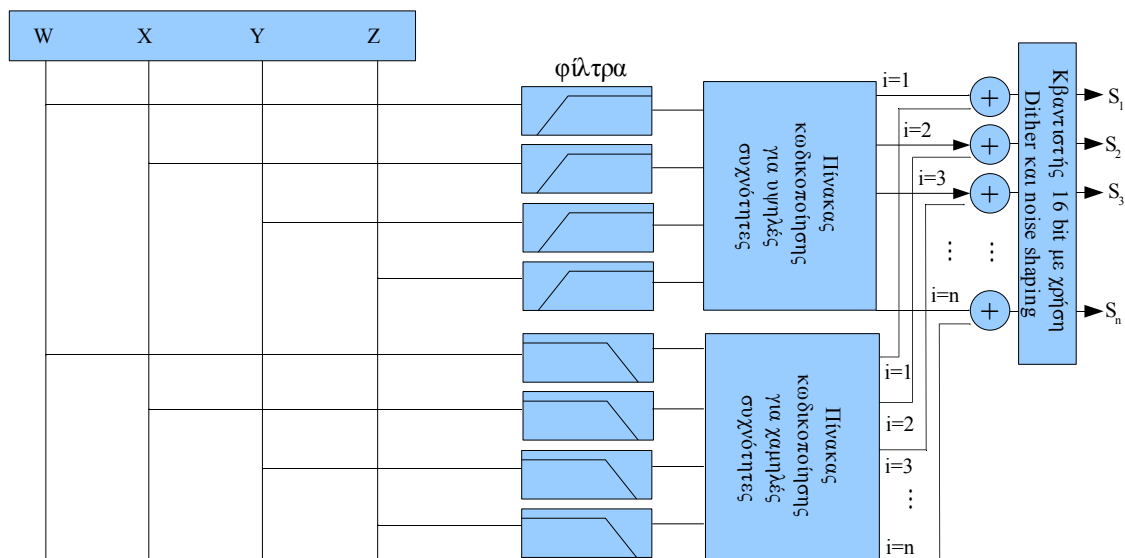 W X Y Z
φίλτρα
Πίνακας
κωδικοποίησης
για υψηλές
συχνότητες
i=1
i=2
i=3
⋮
i=n
+
+
+
⋮
+
Κβαντιστής 16 bit με χρήση
Dither και noise shaping
S1
S2
S3
Sn
Πίνακας
κωδικοποίησης
για χαμηλές
συχνότητες
i=1
i=2
i=3
⋮
i=n